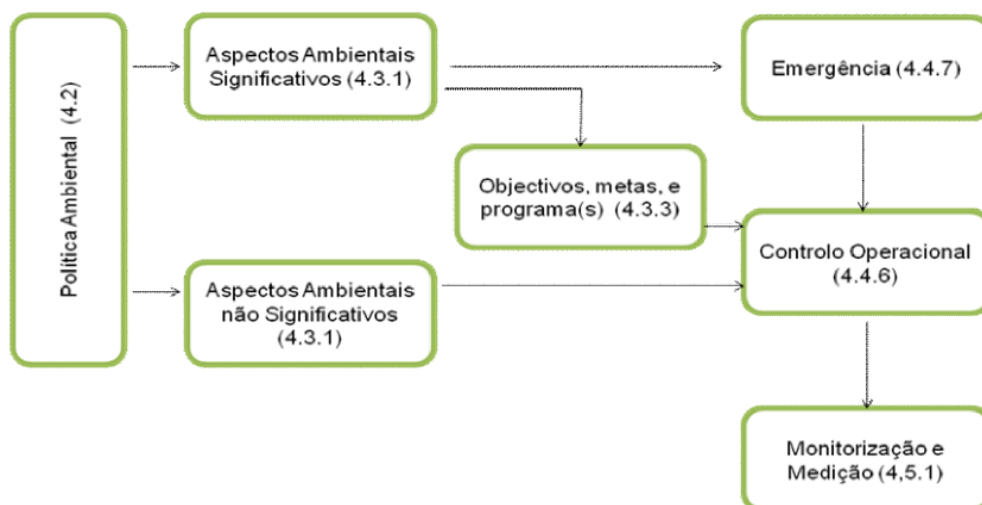 Política Ambiental (4.2)
Aspectos Ambientais
Significativos (4.3.1)
Emergência (4.4.7)
Objectivos, metas, e
programa(s) (4.3.3)
Controlo Operacional
(4.4.6)
Aspectos Ambientais
não Significativos
(4.3.1)
Monitorização e
Medição (4,5.1)